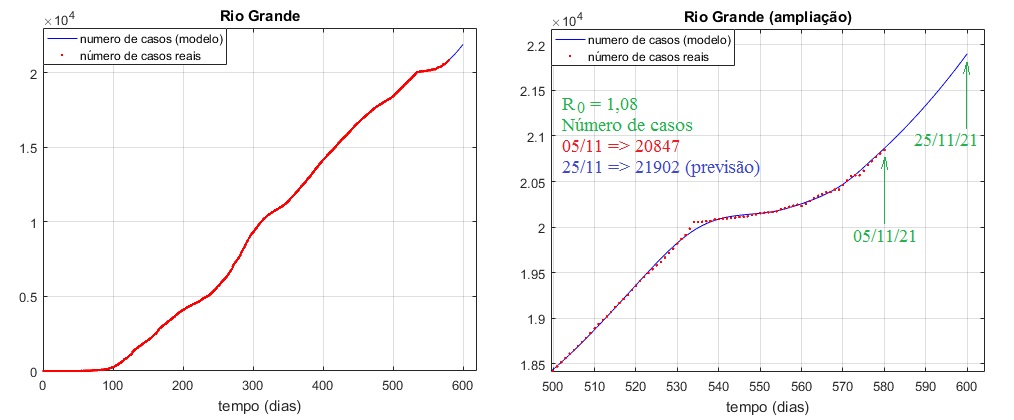 Rio Grande
×10⁴
numero de casos (modelo)
número de casos reais
2
1.5
1
0.5
0
0 100 200 300 400 500 600
tempo (dias)
Rio Grande (ampliação)
×10⁴
numero de casos (modelo)
número de casos reais
2.2
2.15
2.1
2.05
2
1.95
1.9
1.85
R0 = 1,08
Número de casos
05/11 => 20847
25/11 => 21902 (previsão)
25/11/21
05/11/21
500 510 520 530 540 550 560 570 580 590 600
tempo (dias)